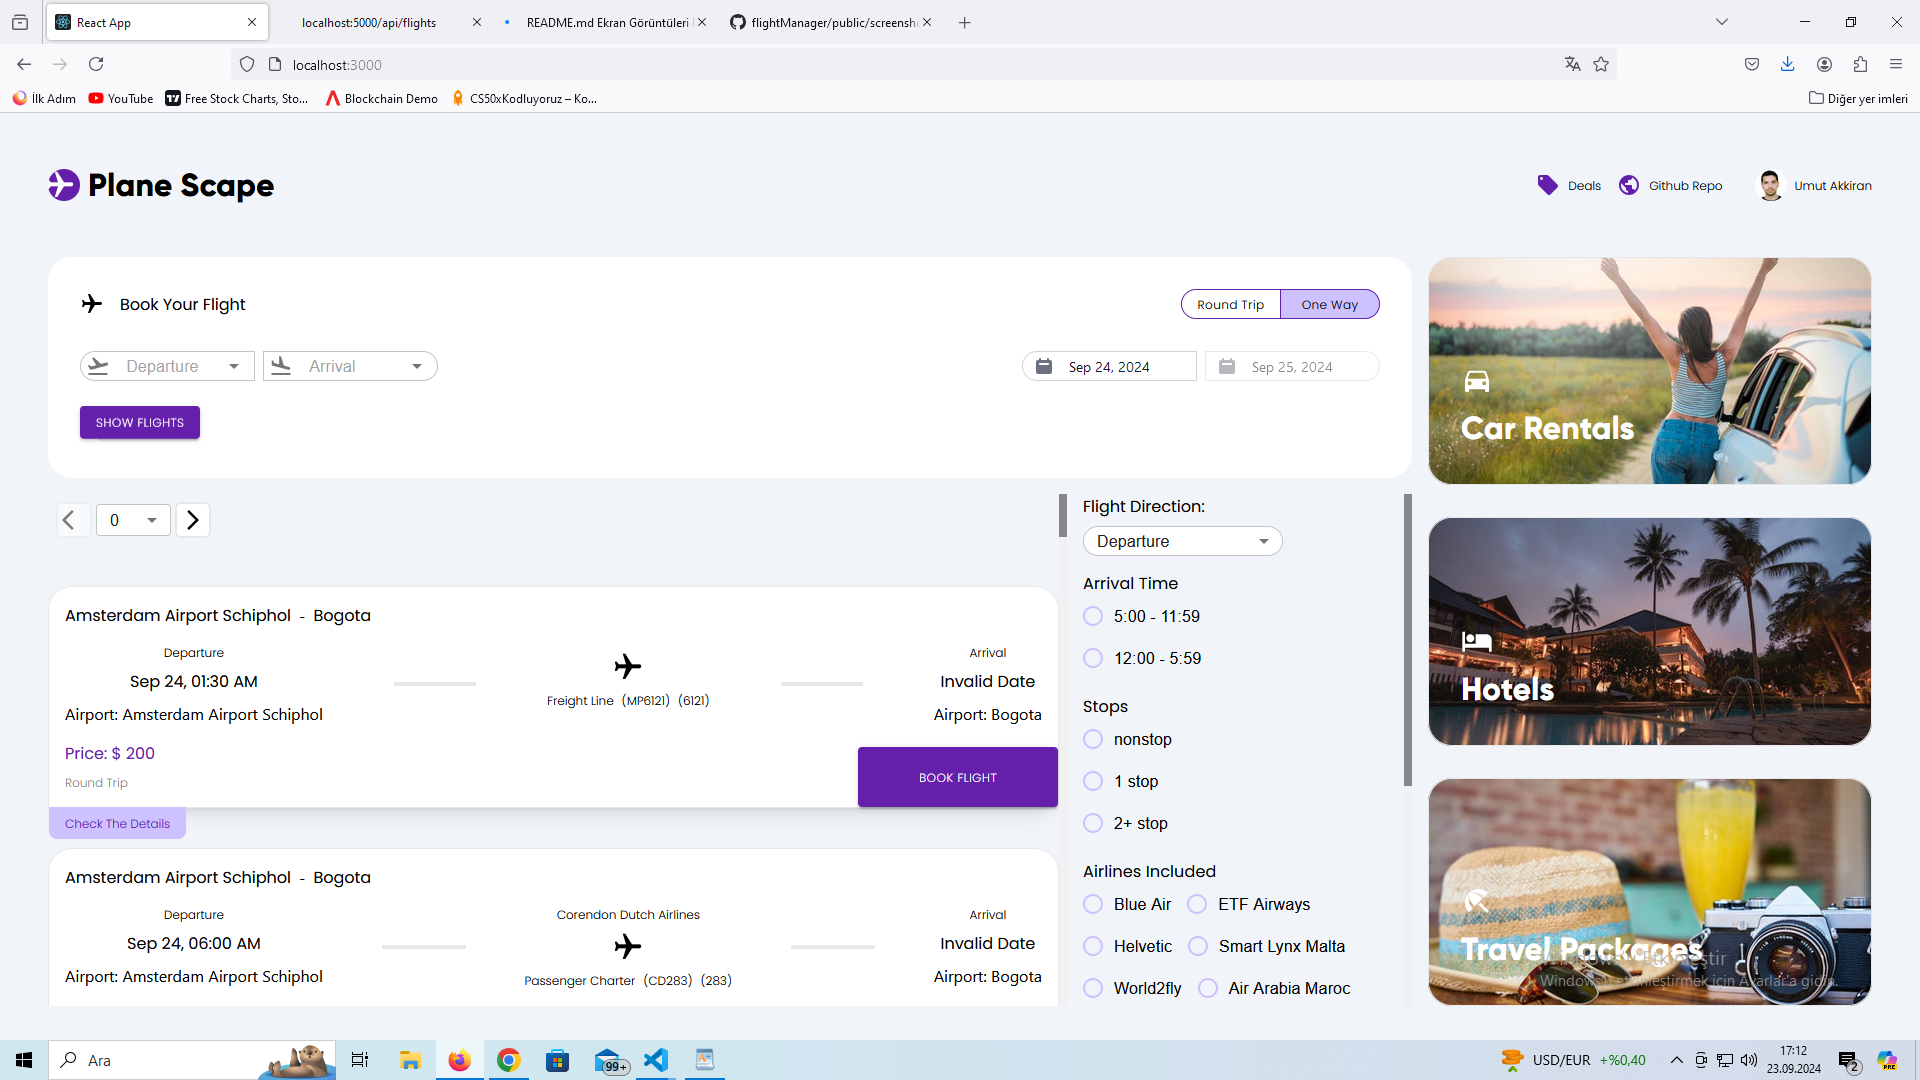 React App
localhost:5000/api/flights
README.md Ekran Görüntüleri
flightManager/public/screensh
localhost:3000
İlk Adım
YouTube
Free Stock Charts, Sto...
Blockchain Demo
CS50xKodluyoruz – Ko...
Diğer yer imleri
Plane Scape
Deals
Github Repo
Umut Akkiran
Book Your Flight
Round Trip
One Way
Departure
Arrival
Sep 24, 2024
Sep 25, 2024
SHOW FLIGHTS
0
Amsterdam Airport Schiphol - Bogota
Departure
Sep 24, 01:30 AM
Airport: Amsterdam Airport Schiphol
Freight Line (MP6121) (6121)
Arrival
Invalid Date
Airport: Bogota
Price: $ 200
Round Trip
BOOK FLIGHT
Check The Details
Amsterdam Airport Schiphol - Bogota
Departure
Sep 24, 06:00 AM
Airport: Amsterdam Airport Schiphol
Corendon Dutch Airlines
Passenger Charter (CD283) (283)
Arrival
Invalid Date
Airport: Bogota
Flight Direction:
Departure
Arrival Time
5:00 - 11:59
12:00 - 5:59
Stops
nonstop
1 stop
2+ stop
Airlines Included
Blue Air
ETF Airways
Helvetic
Smart Lynx Malta
World2fly
Air Arabia Maroc
Car Rentals
Hotels
Travel Packages
Ara
99+
USD/EUR +%0,40
17:12
23.09.2024
2
PRE